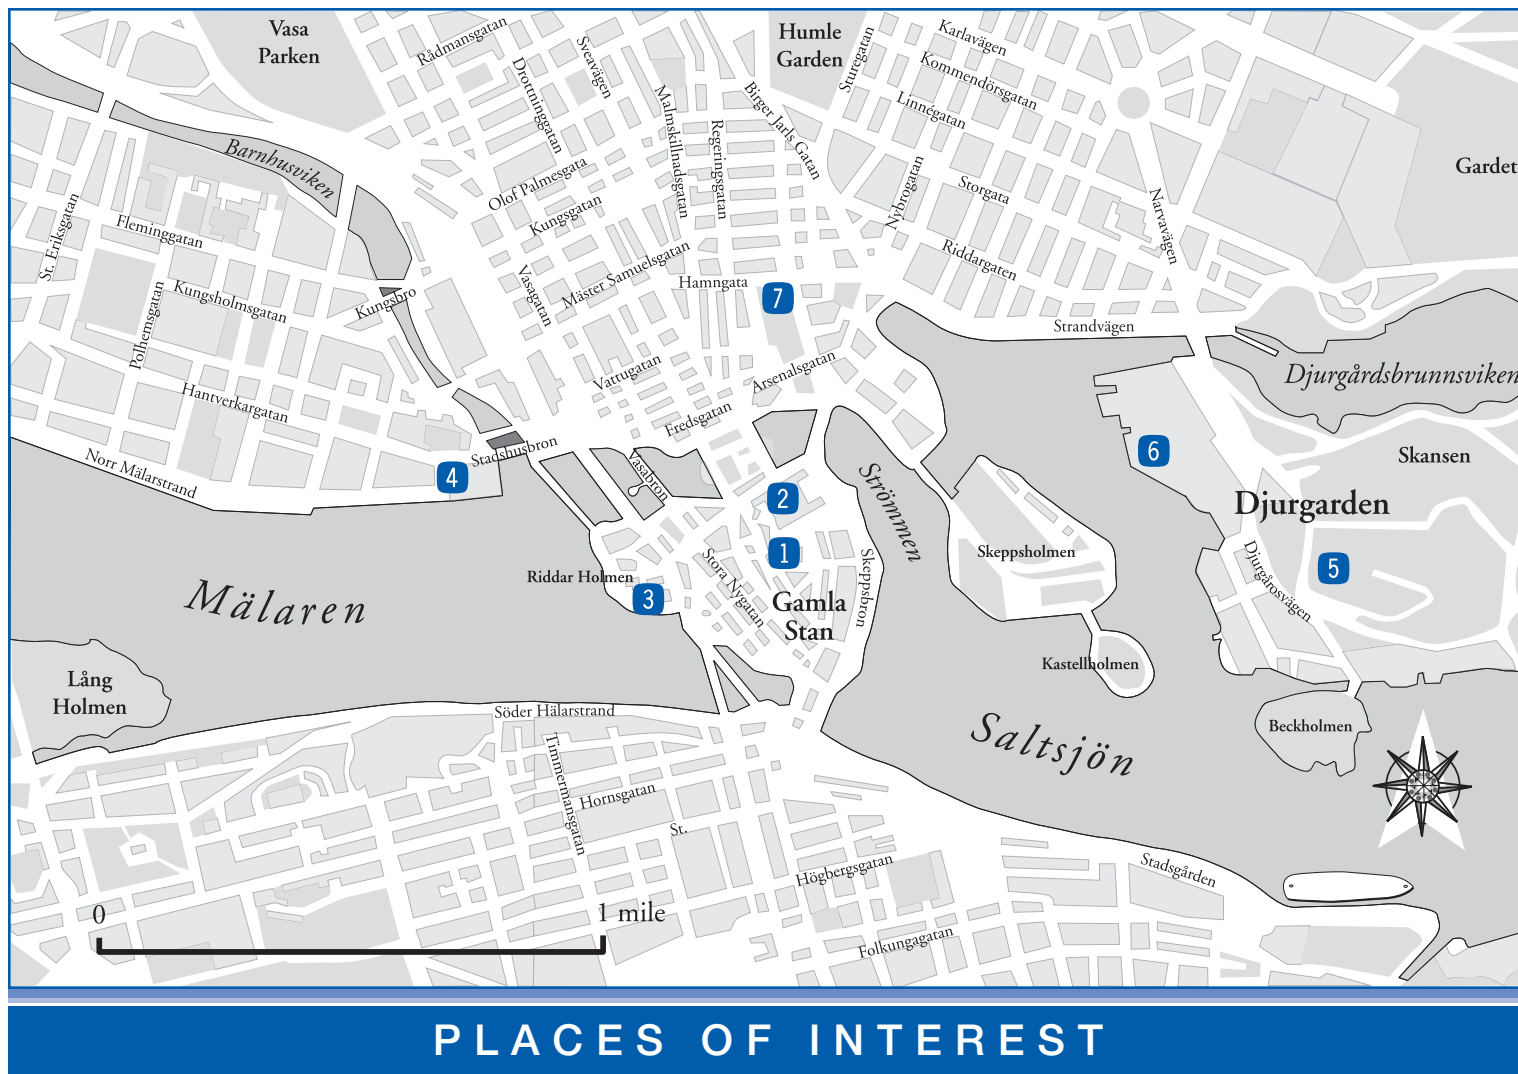 Vasa
Parken
Humle
Garden
Rådmansgatan
Sveavägen
Drottninggatan
Malmskillnadsgatan
Regeringsgatan
Birger Jarls Gatan
Sturegatan
Karlavägen
Kommendörsgatan
Linnégatan
Nybrogatan
Storgata
Riddargaten
Narvavägen
Gardet
Barnhusviken
St. Eriksgatan
Fleminggatan
Polhemsgatan
Kungsholmsgatan
Kungsbro
Hantverkargatan
Norr Mälarstrand
Olof Palmesgata
Kungsgatan
Mäster Samuelsgatan
Vasagatan
Hamngata
7
Strandvägen
Djurgårdsbrunnsviken
Vattugatan
Arsenalsgatan
Fredsgatan
Stadshusbron
Vasabron
4
2
1
3
6
5
Skansen
Djurgarden
Djurgårosvägen
Strömmen
Skeppsholmen
Skeppsbron
Riddar Holmen
Stora Nygatan
Gamla
Stan
Kastellholmen
Beckholmen
Mälaren
Lång
Holmen
Söder Hälarstrand
Saltsjön
Timmermansgatan
Hornsgatan
St.
Högbergsgatan
Folkungagatan
Stadsgården
0
1 mile
PLACES OF INTEREST